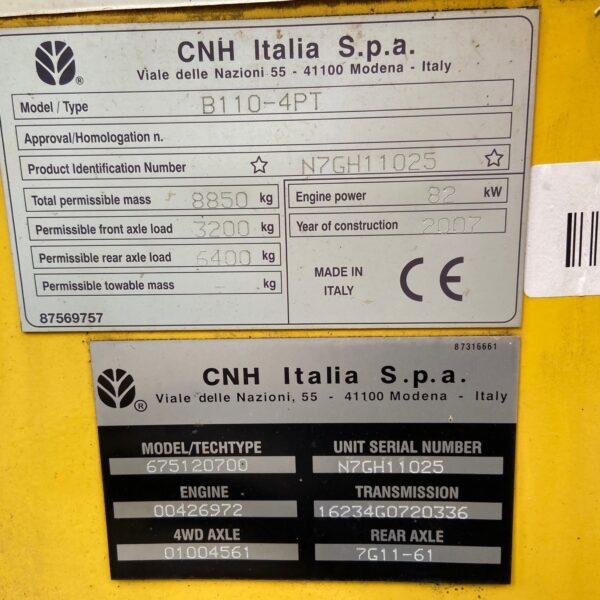 CNH Italia S.p.a.
Viale delle Nazioni 55 - 41100 Modena - Italy
Model / Type B110-4PT
Approval/Homologation n.
Product Identification Number ☆ N7GH11025 ☆
Total permissible mass 8850 kg
Engine power 82 kW
Permissible front axle load 3200 kg
Year of construction 2007
Permissible rear axle load 6400 kg
Permissible towable mass - kg
MADE IN
ITALY
CE
87569757
87316661
CNH Italia S.p.a.
®
Viale delle Nazioni, 55 - 41100 Modena - Italy
MODEL/TECHTYPE UNIT SERIAL NUMBER
675120700 N7GH11025
ENGINE TRANSMISSION
00426972 16234G0720336
4WD AXLE REAR AXLE
01004561 7G11-61